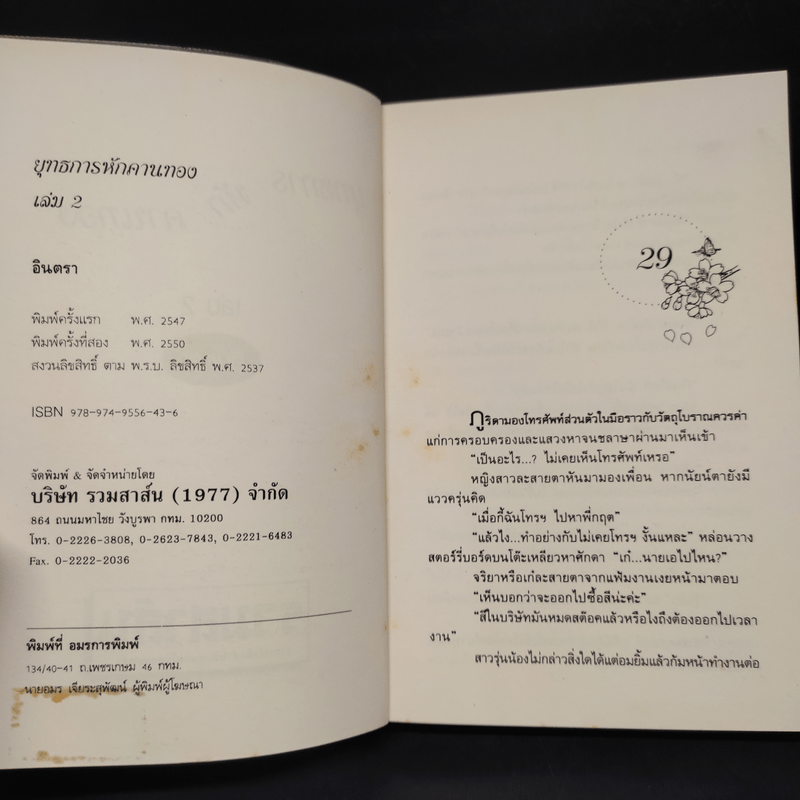 ยุทธการหักคานทอง
เล่ม 2
อินตรา
พิมพ์ครั้งแรก พ.ศ. 2547
พิมพ์ครั้งที่สอง พ.ศ. 2550
สงวนลิขสิทธิ์ ตาม พ.ร.บ. ลิขสิทธิ์ พ.ศ. 2537
ISBN 978-974-9556-43-6
จัดพิมพ์ & จัดจำหน่ายโดย
บริษัท รวมสาส์น (1977) จำกัด
864 ถนนมหาไชย วังบูรพา กทม. 10200
โทร. 0-2226-3808, 0-2623-7843, 0-2221-6483
Fax. 0-2222-2036
พิมพ์ที่ อมรการพิมพ์
134/40-41 ถ.เพชรเกษม 46 กทม.
นายอมร เจียระสุพัฒน์ ผู้พิมพ์ผู้โฆษณา
29
ภูริดามองโทรศัพท์ส่วนตัวในมือราวกับวัตถุโบราณควรค่า
แก่การครอบครองและแสวงหาจนชลาษาผ่านมาเห็นเข้า
“เป็นอะไร...? ไม่เคยเห็นโทรศัพท์เหรอ”
หญิงสาวละสายตาหันมามองเพื่อน หากนัยน์ตายังมี
แววครุ่นคิด
“เมื่อกี้ฉันโทรฯ ไปหาพี่กฤต”
“แล้วไง...ทำอย่างกับไม่เคยโทรฯ งั้นแหละ” หล่อนวาง
สตอรี่บอร์ดบนโต๊ะเหลียวหาศักดา “เก๋...นายเอไปไหน?”
จริยาหรือเก๋ละสายตาจากแฟ้มงานเงยหน้ามาตอบ
“เห็นบอกว่าจะออกไปซื้อสีน่ะค่ะ”
“สีในบริษัทมันหมดสต๊อคแล้วหรือไงถึงต้องออกไปเวลา
งาน”
สาวรุ่นน้องไม่กล่าวสิ่งใดได้แต่อมยิ้มแล้วก้มหน้าทำงานต่อ